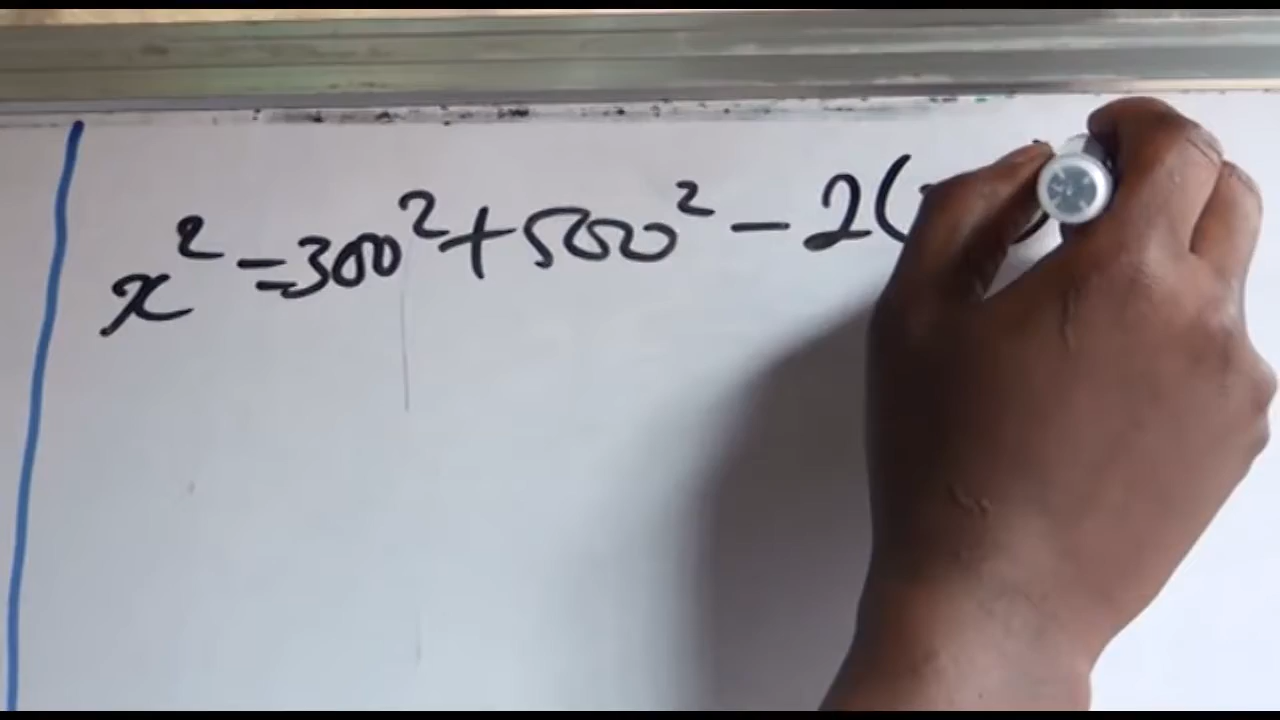 x² = 300² + 500² - 2(